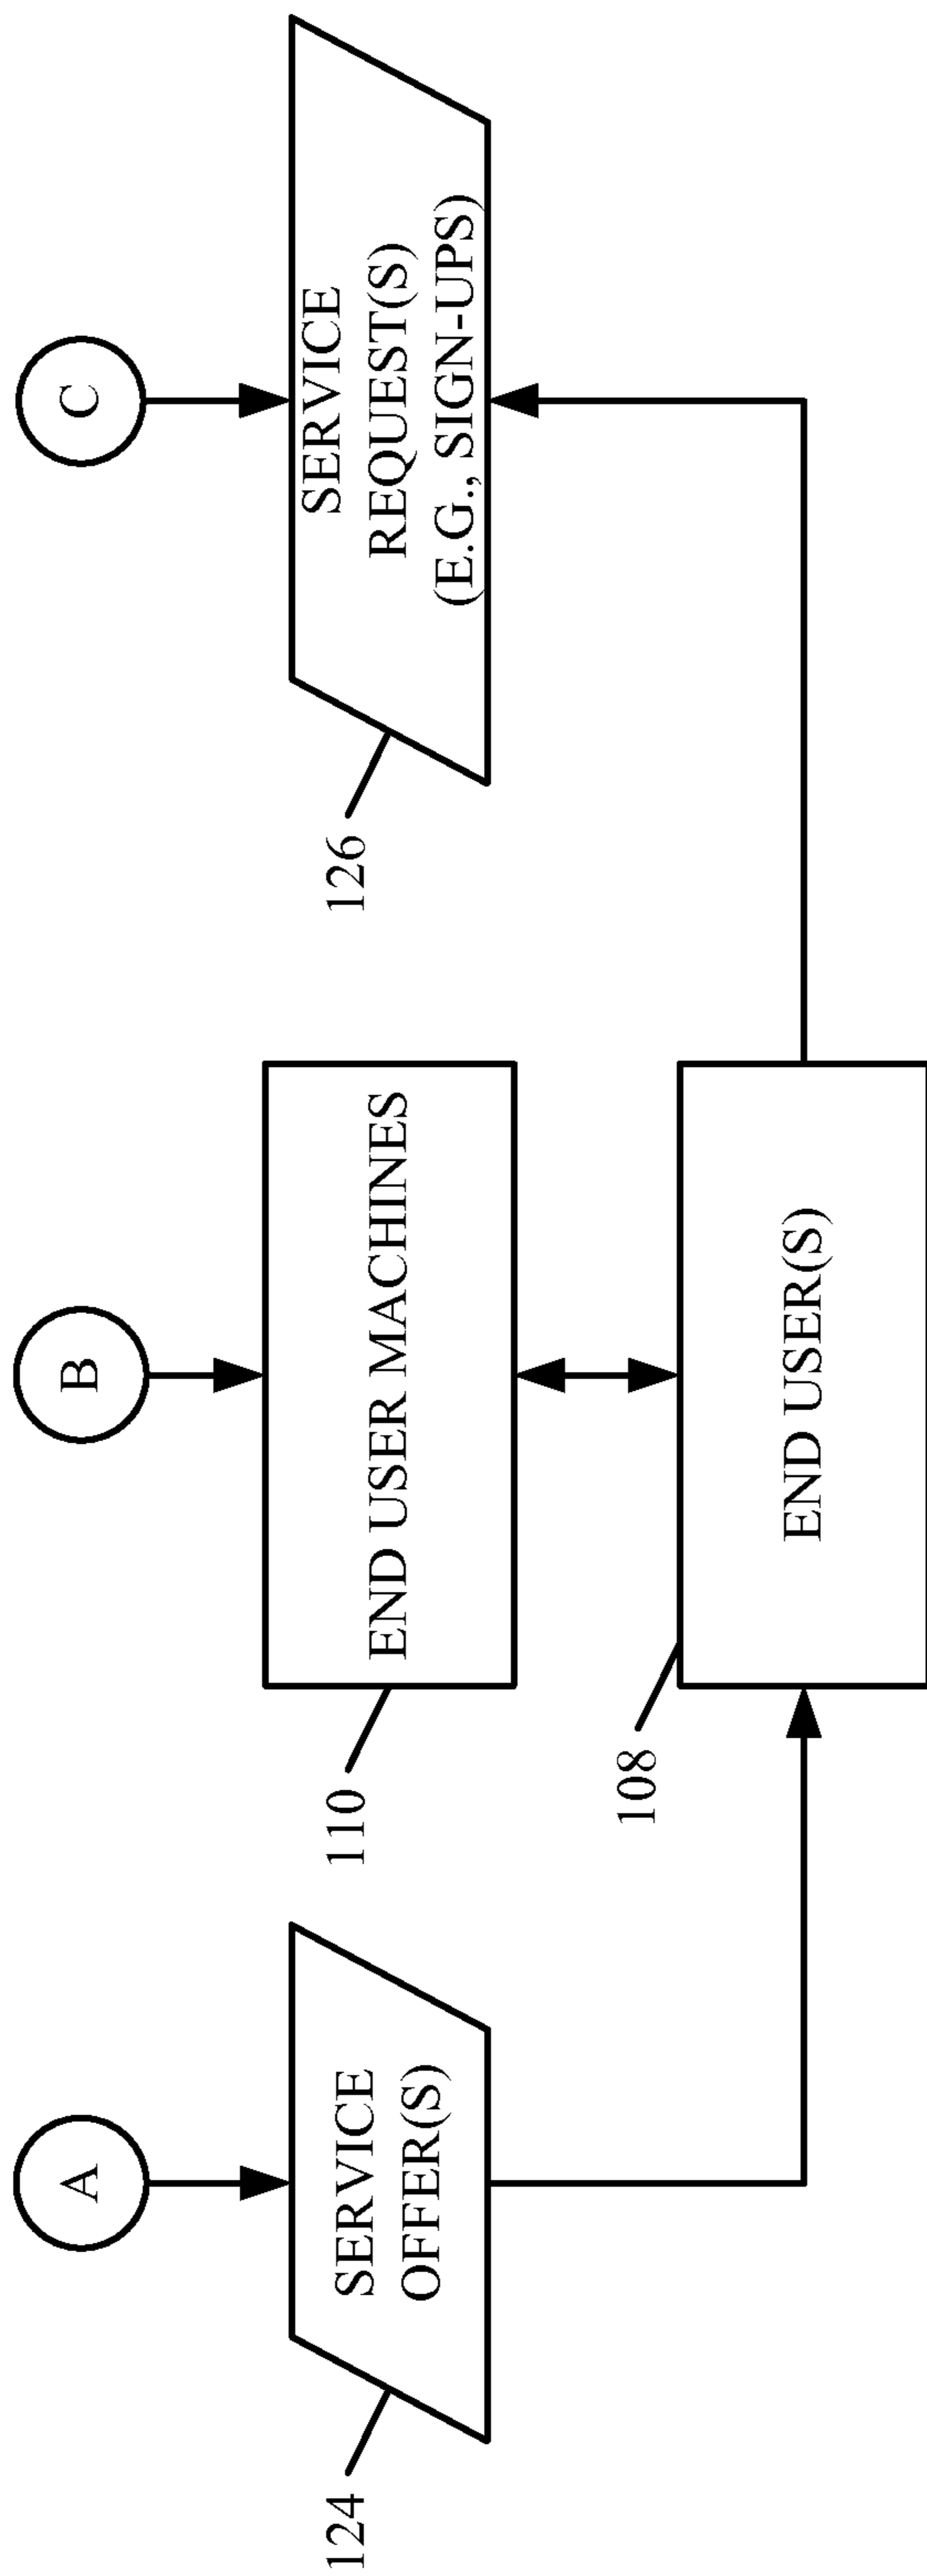 A
B
C
124
SERVICE
OFFER(S)
110
END USER MACHINES
126
SERVICE
REQUEST(S)
(E.G., SIGN-UPS)
108
END USER(S)